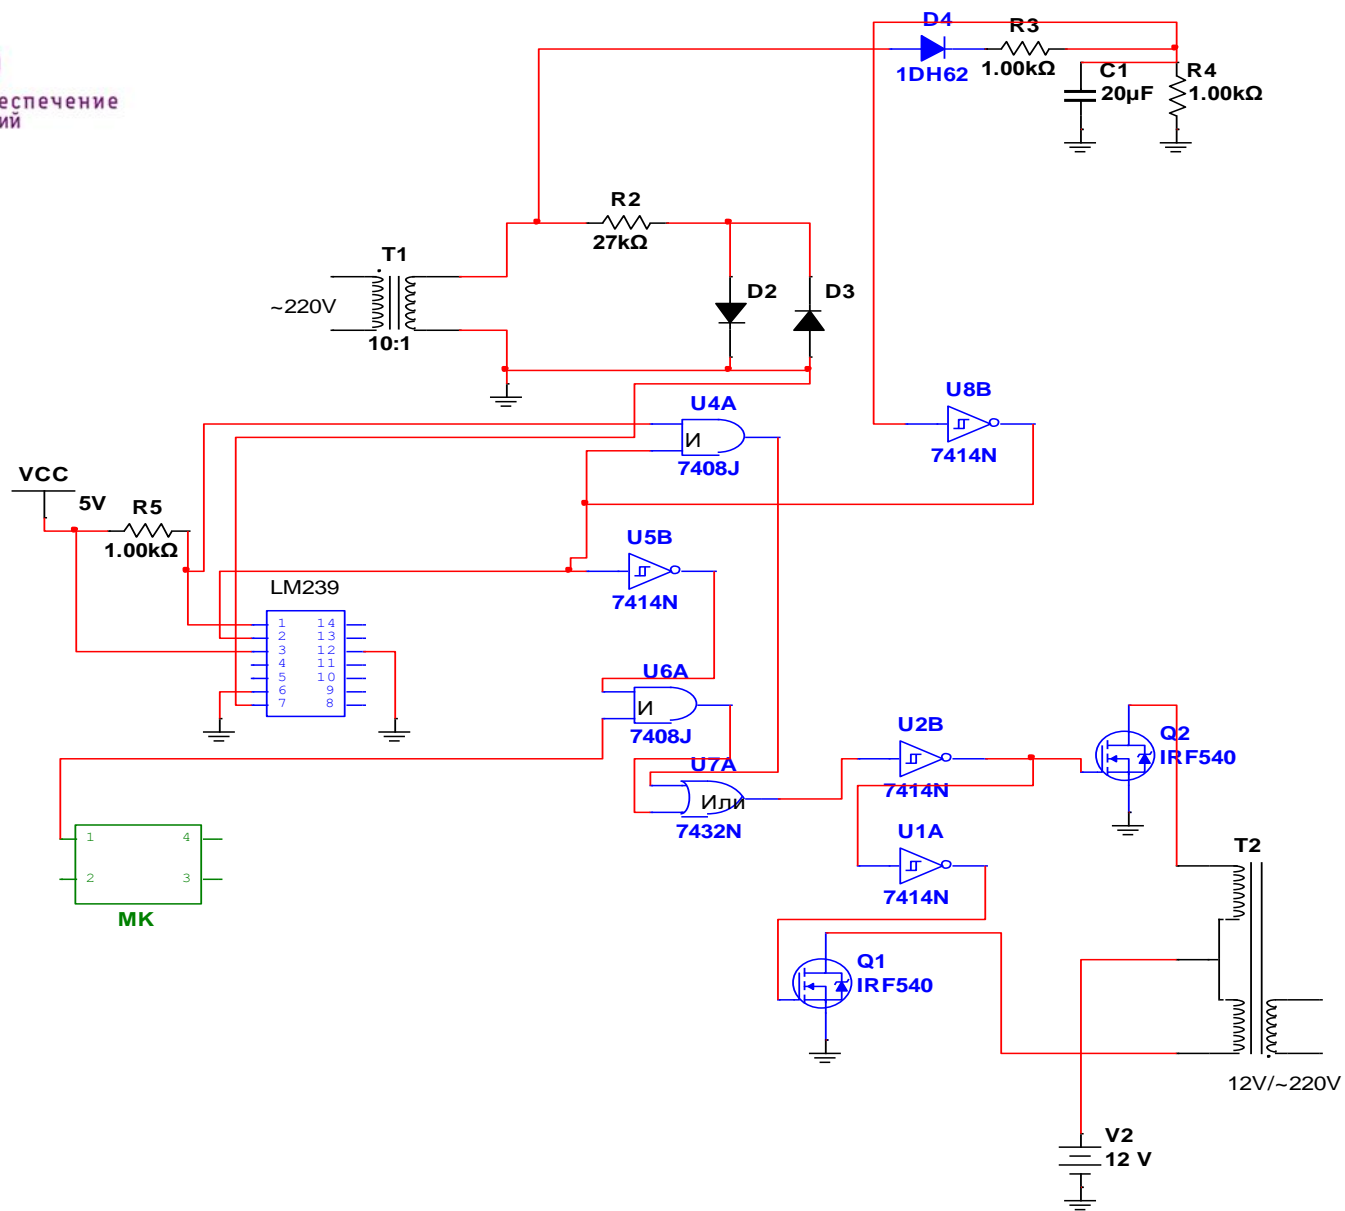 еспечение
ий
D4
1DH62
R3
1.00kΩ
C1
20µF
R4
1.00kΩ
R2
27kΩ
T1
~220V
10:1
D2
D3
U4A
И
7408J
U8B
7414N
VCC
5V
R5
1.00kΩ
U5B
7414N
LM239
1 14
2 13
3 12
4 11
5 10
6 9
7 8
U6A
И
7408J
U7A
Или
7432N
U2B
7414N
U1A
7414N
Q2
IRF540
1 4
2 3
MK
Q1
IRF540
T2
12V/~220V
V2
12 V